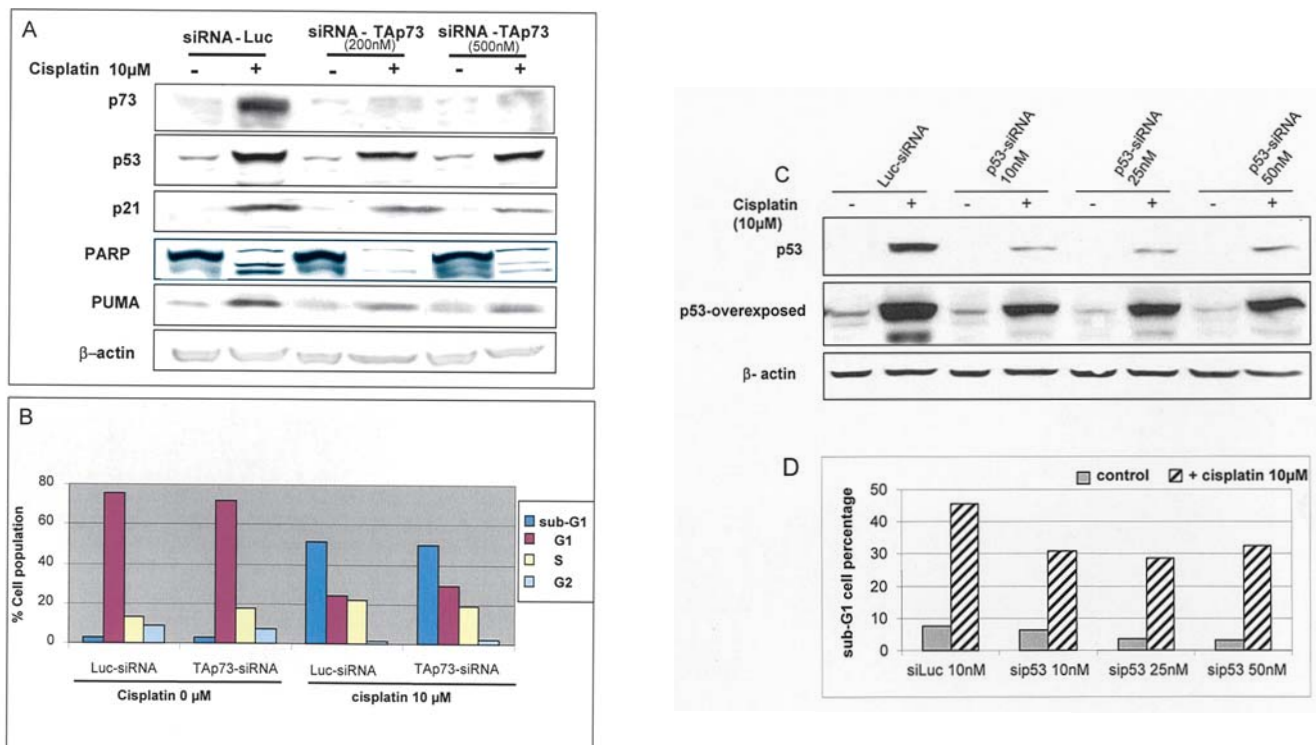 A
siRNA-Luc siRNA - TAp73 siRNA -TAp73
(200nM) (500nM)
Cisplatin 10µM - + - + - +
p73
p53
p21
PARP
PUMA
β-actin
B
80
60
40
20
0
% Cell population
sub-G1
G1
S
G2
Luc-siRNA TAp73-siRNA Luc-siRNA TAp73-siRNA
Cisplatin 0 µM cisplatin 10 µM
C
Luc-siRNA
p53-siRNA
10nM
p53-siRNA
25nM
p53-siRNA
50nM
Cisplatin - + - + - + - +
(10µM)
p53
p53-overexposed
β- actin
D
control + cisplatin 10µM
50
40
30
20
10
0
sub-G1 cell percentage
siLuc 10nM sip53 10nM sip53 25nM sip53 50nM